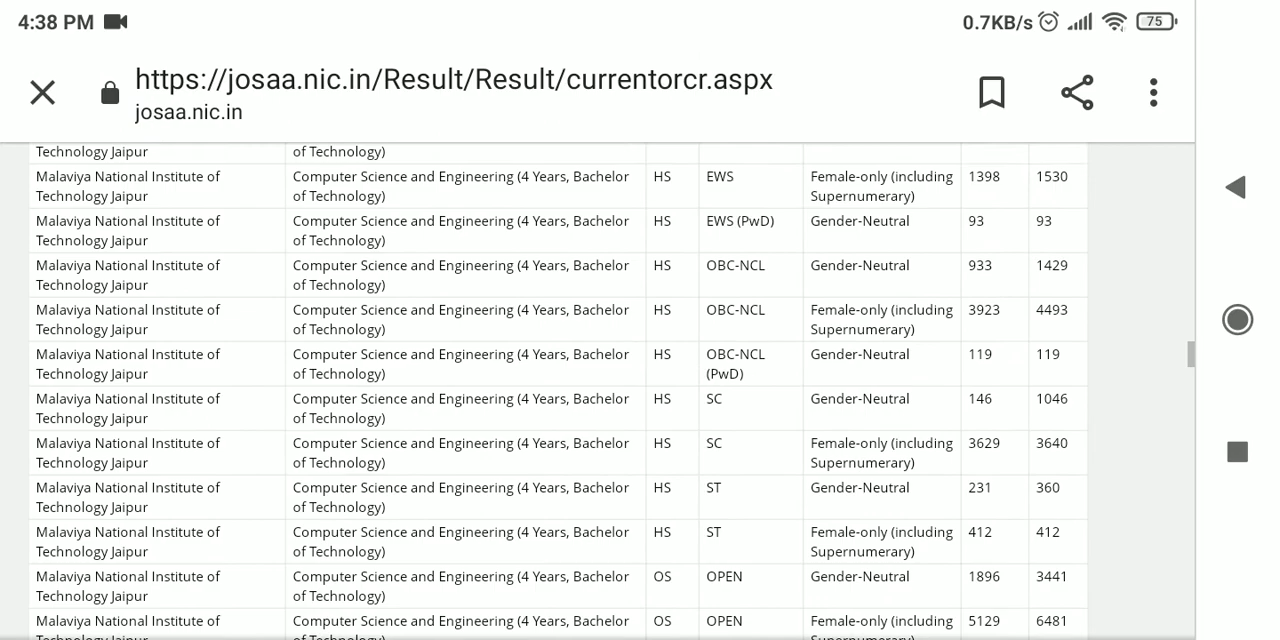 4:38 PM 0.7KB/s 75
https://josaa.nic.in/Result/Result/currentorcr.aspx
josaa.nic.in
Technology Jaipur of Technology)
Malaviya National Institute of Computer Science and Engineering (4 Years, Bachelor HS EWS Female-only (including 1398 1530
Technology Jaipur of Technology) Supernumerary)
Malaviya National Institute of Computer Science and Engineering (4 Years, Bachelor HS EWS (PwD) Gender-Neutral 93 93
Technology Jaipur of Technology)
Malaviya National Institute of Computer Science and Engineering (4 Years, Bachelor HS OBC-NCL Gender-Neutral 933 1429
Technology Jaipur of Technology)
Malaviya National Institute of Computer Science and Engineering (4 Years, Bachelor HS OBC-NCL Female-only (including 3923 4493
Technology Jaipur of Technology) Supernumerary)
Malaviya National Institute of Computer Science and Engineering (4 Years, Bachelor HS OBC-NCL Gender-Neutral 119 119
Technology Jaipur of Technology) (PwD)
Malaviya National Institute of Computer Science and Engineering (4 Years, Bachelor HS SC Gender-Neutral 146 1046
Technology Jaipur of Technology)
Malaviya National Institute of Computer Science and Engineering (4 Years, Bachelor HS SC Female-only (including 3629 3640
Technology Jaipur of Technology) Supernumerary)
Malaviya National Institute of Computer Science and Engineering (4 Years, Bachelor HS ST Gender-Neutral 231 360
Technology Jaipur of Technology)
Malaviya National Institute of Computer Science and Engineering (4 Years, Bachelor HS ST Female-only (including 412 412
Technology Jaipur of Technology) Supernumerary)
Malaviya National Institute of Computer Science and Engineering (4 Years, Bachelor OS OPEN Gender-Neutral 1896 3441
Technology Jaipur of Technology)
Malaviya National Institute of Computer Science and Engineering (4 Years, Bachelor OS OPEN Female-only (including 5129 6481